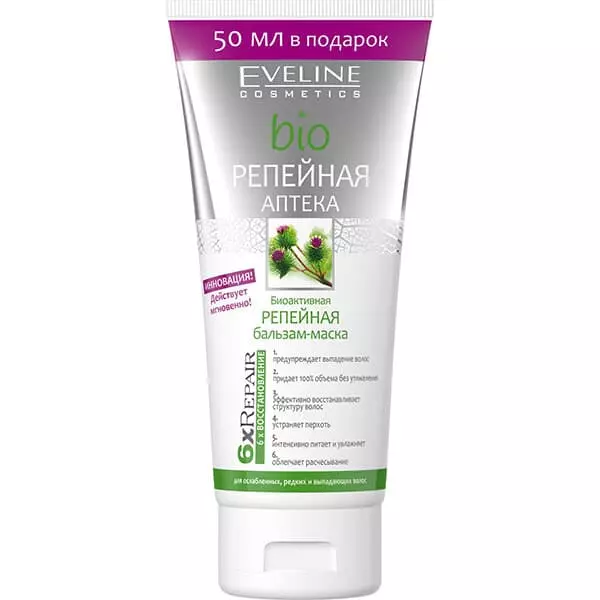 50 МЛ В ПОДАРОК
EVELINE
COSMETICS
bio
РЕПЕЙНАЯ
АПТЕКА
ИННОВАЦИЯ!
Действует
мгновенно!
Биоактивная
РЕПЕЙНАЯ
бальзам-маска
6xREPAIR
6 x ВОССТАНОВЛЕНИЕ
1.
предупреждает выпадение волос
2.
придает 100% объема без утяжеления
3.
эффективно восстанавливает
структуру волос
4.
устраняет перхоть
5.
интенсивно питает и увлажняет
6.
облегчает расчесывание
для ослабленных, редких и выпадающих волос